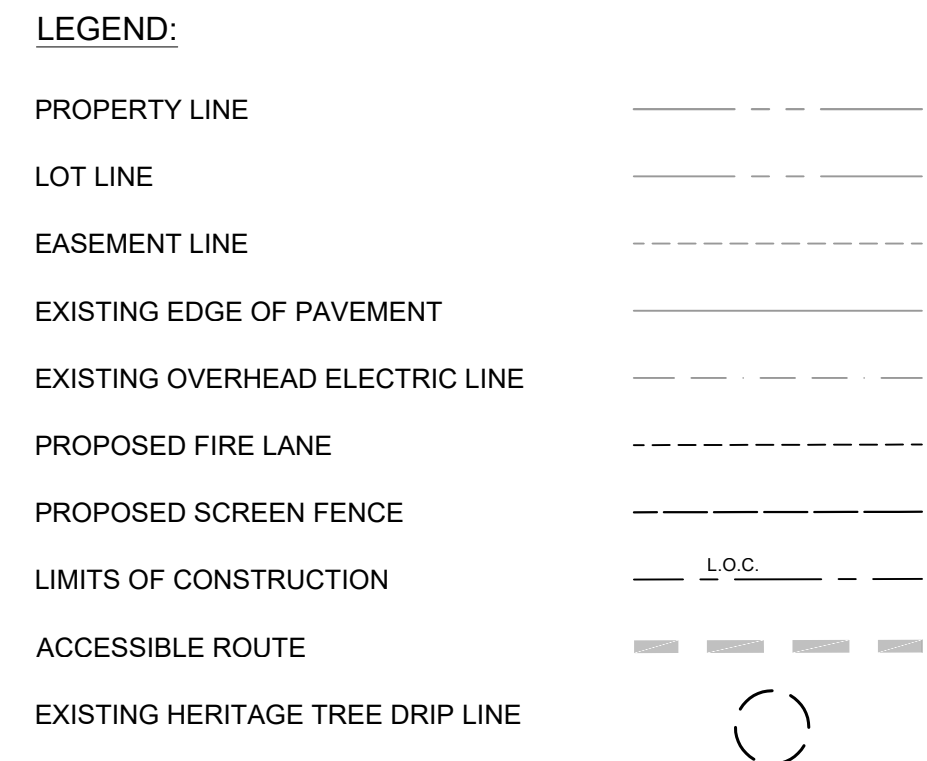 LEGEND:
PROPERTY LINE
LOT LINE
EASEMENT LINE
EXISTING EDGE OF PAVEMENT
EXISTING OVERHEAD ELECTRIC LINE
PROPOSED FIRE LANE
PROPOSED SCREEN FENCE
LIMITS OF CONSTRUCTION L.O.C.
ACCESSIBLE ROUTE
EXISTING HERITAGE TREE DRIP LINE